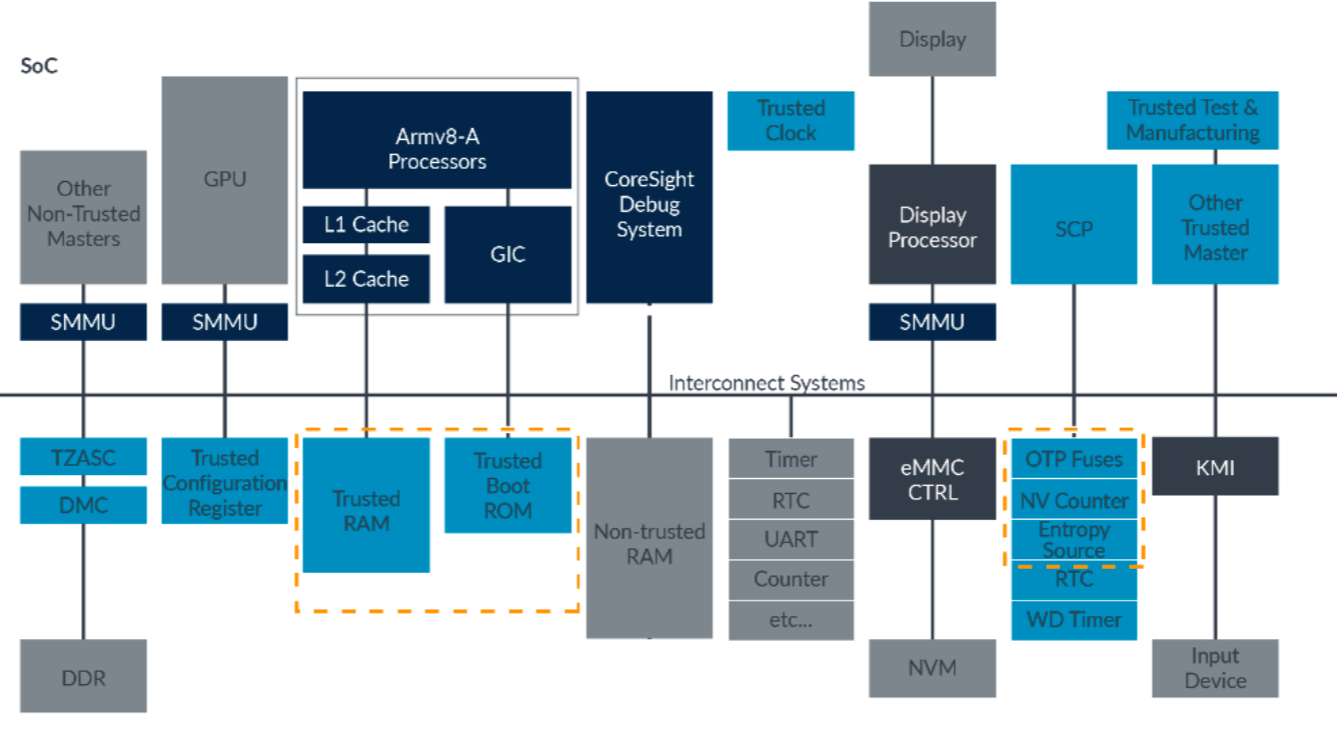 Display
SoC
Trusted
Clock
Trusted Test &
Manufacturing
Armv8-A
Processors
Other
Non-Trusted
Masters
GPU
CoreSight
Debug
System
Display
Processor
SCP
Other
Trusted
Master
L1 Cache
L2 Cache
GIC
SMMU
SMMU
SMMU
Interconnect Systems
TZASC
DMC
Trusted
Configuration
Register
Trusted
RAM
Trusted
Boot
ROM
Non-trusted
RAM
Timer
RTC
UART
Counter
etc...
eMMC
CTRL
OTP Fuses
NV Counter
Entropy
Source
RTC
WD Timer
KMI
DDR
NVM
Input
Device